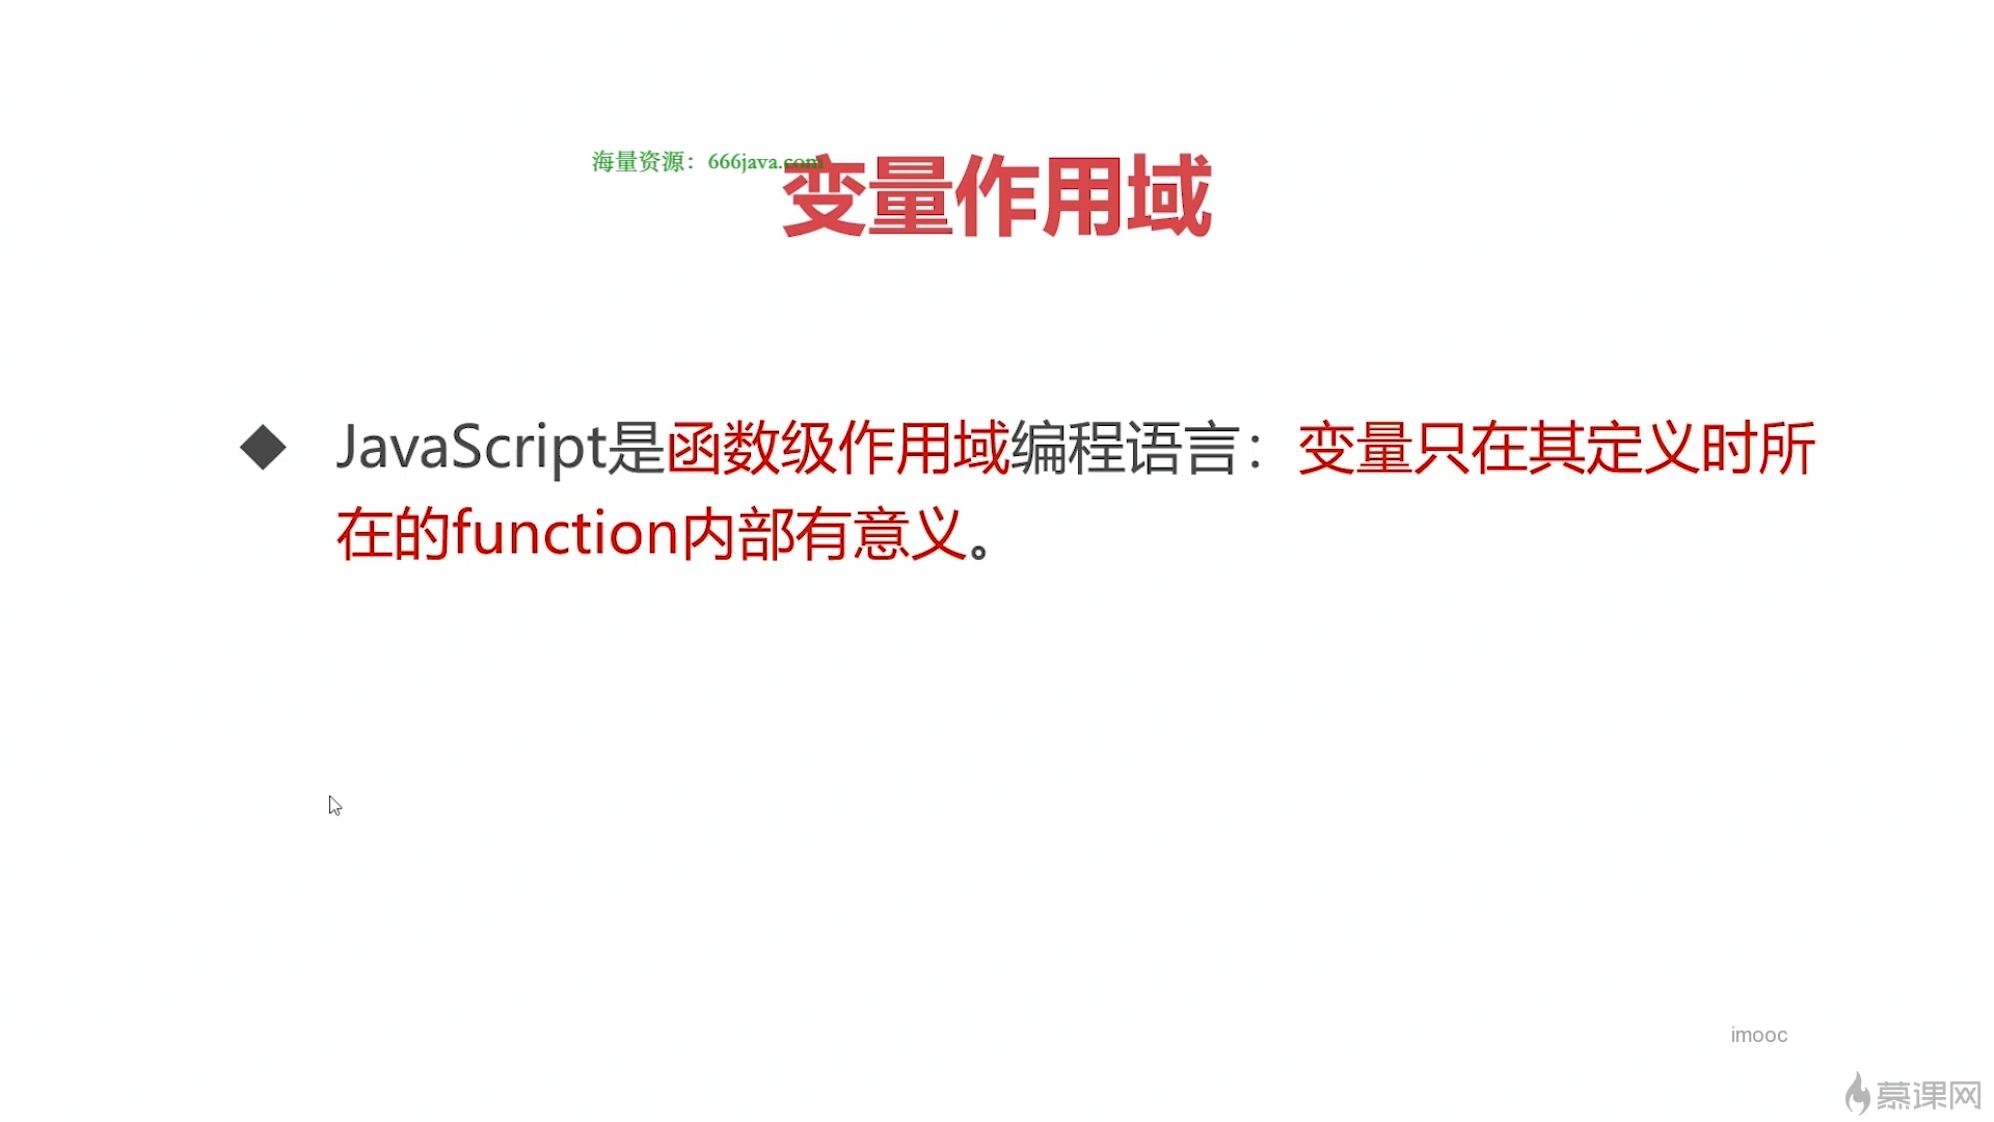 海量资源：666java.com
变量作用域
JavaScript是函数级作用域编程语言：变量只在其定义时所
在的function内部有意义。
imooc
慕课网